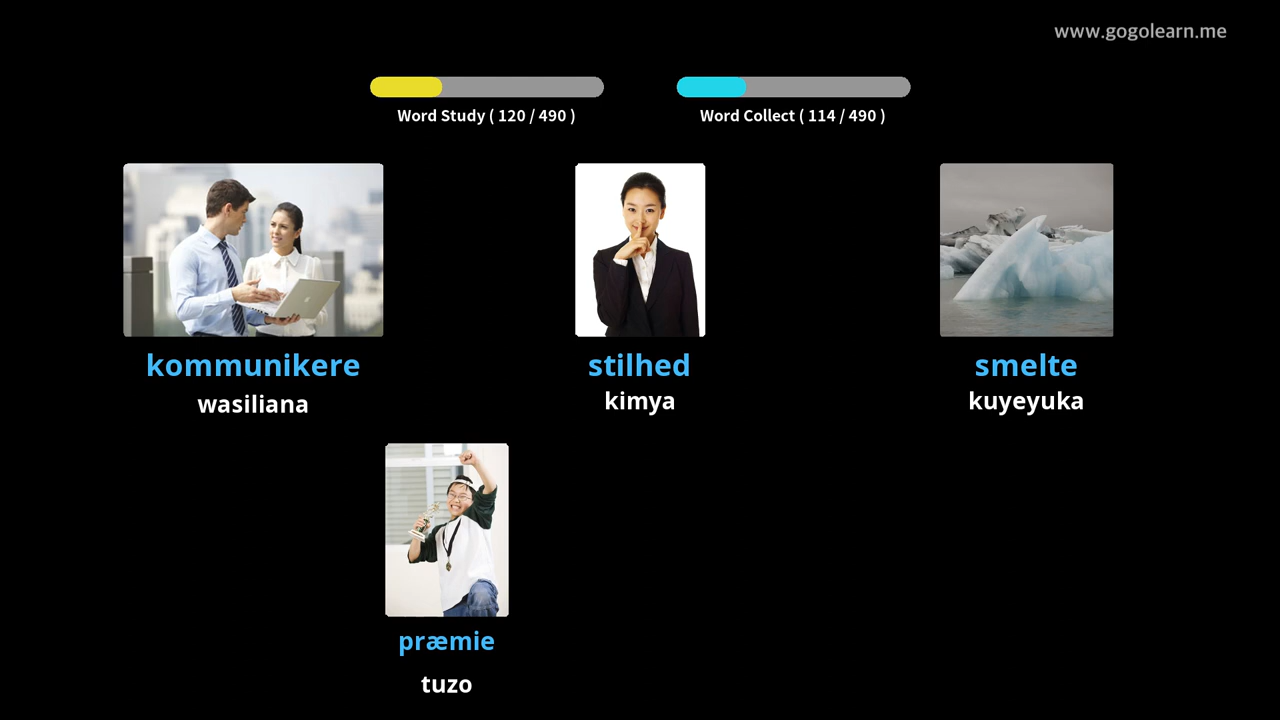 www.gogolearn.me
Word Study ( 120 / 490 )
Word Collect ( 114 / 490 )
kommunikere
wasiliana
stilhed
kimya
smelte
kuyeyuka
præmie
tuzo